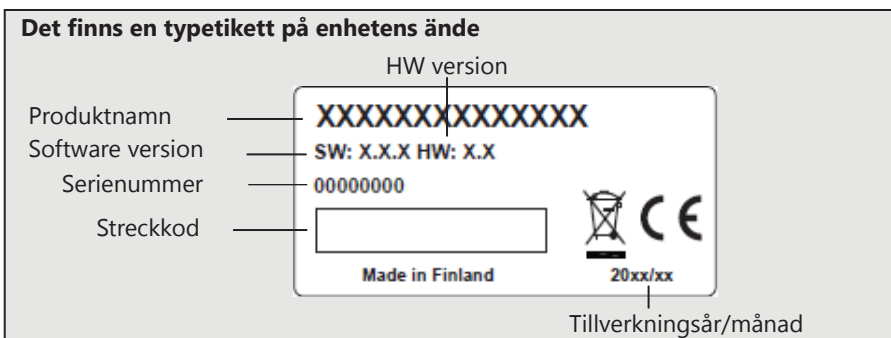 Det finns en typetikett på enhetens ände
HW version
Produktnamn
XXXXXXXXXXXXXX
Software version
SW: X.X.X HW: X.X
Serienummer
00000000
Streckkod
CE
Made in Finland
20xx/xx
Tillverkningsår/månad